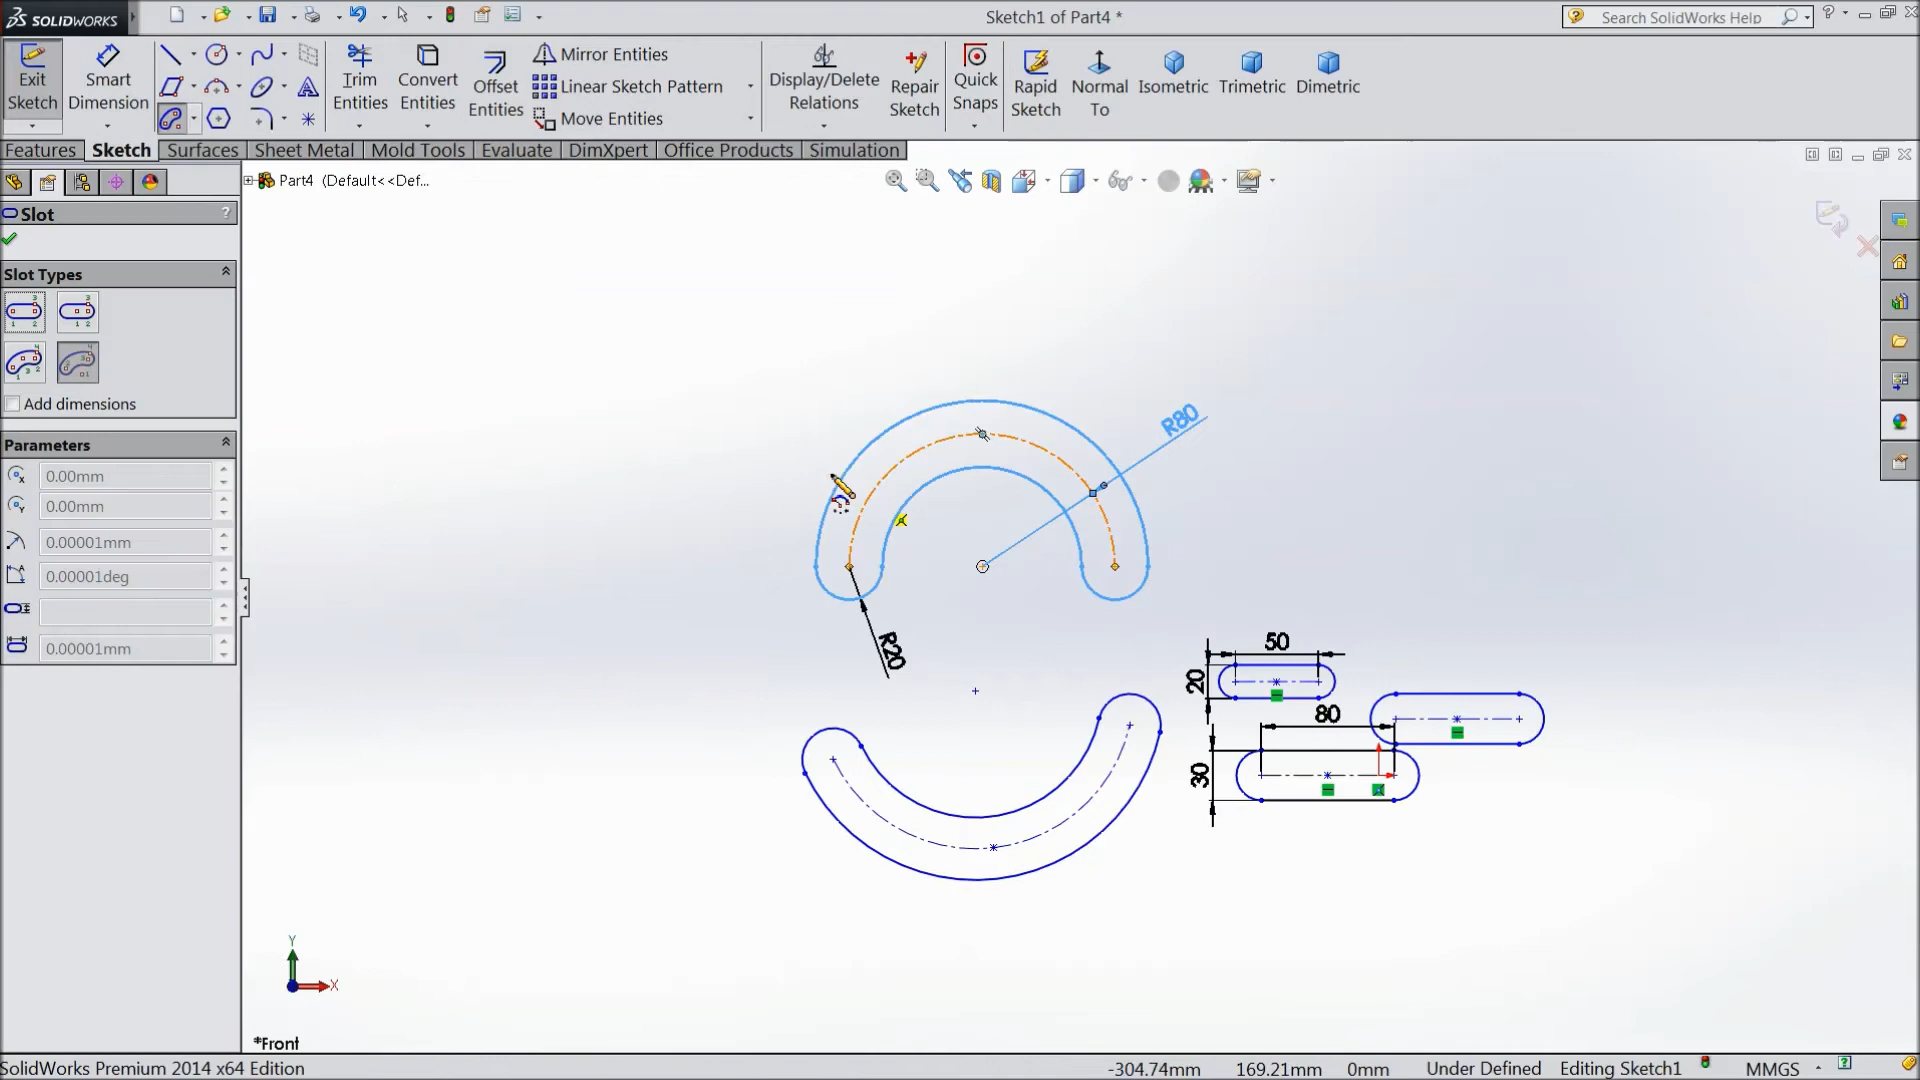 SOLIDWORKS
Sketch1 of Part4 *
Search SolidWorks Help
Exit Sketch
Smart Dimension
Trim Entities
Convert Entities
Offset Entities
Mirror Entities
Linear Sketch Pattern
Move Entities
Display/Delete Relations
Repair Sketch
Quick Snaps
Rapid Sketch
Normal To
Isometric
Trimetric
Dimetric
Features
Sketch
Surfaces
Sheet Metal
Mold Tools
Evaluate
DimXpert
Office Products
Simulation
Part4 (Default<<Def...
Slot
?
Slot Types
Add dimensions
Parameters
0.00mm
0.00mm
0.00001mm
0.00001deg
0.00001mm
R80
R20
50
20
80
30
Y
X
*Front
SolidWorks Premium 2014 x64 Edition
-304.74mm
169.21mm
0mm
Under Defined
Editing Sketch1
MMGS